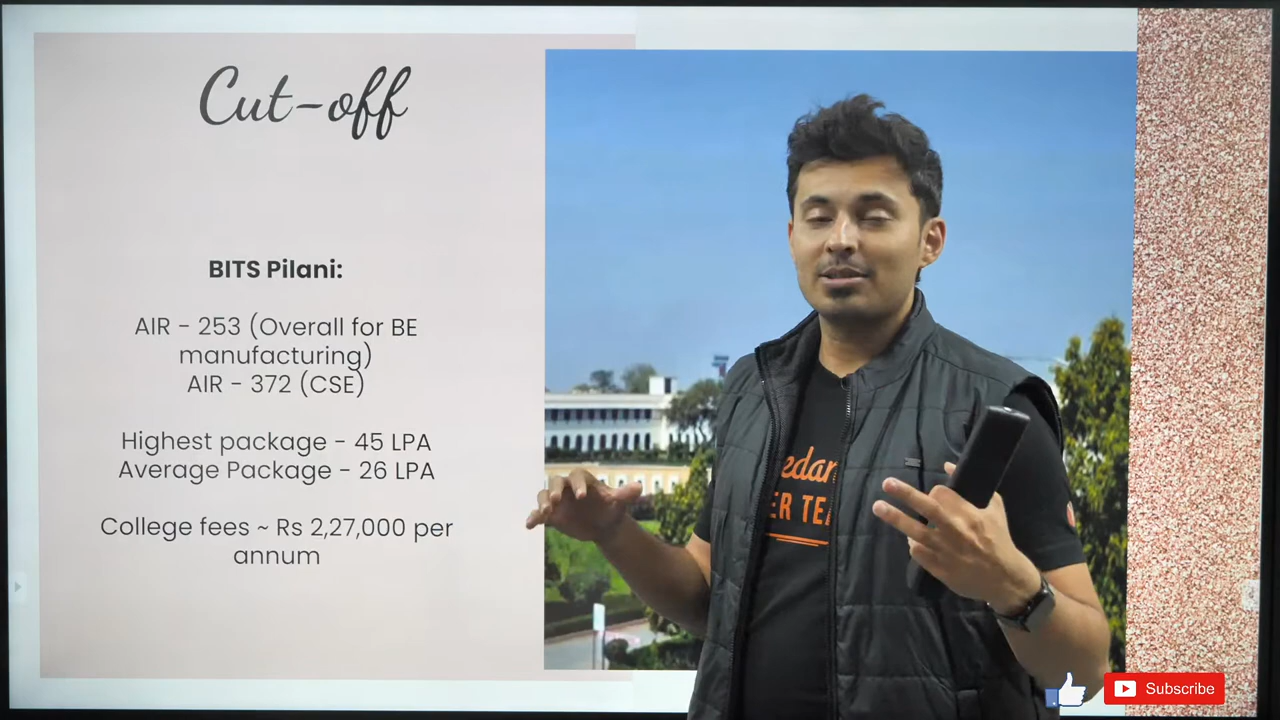 Cut-off
BITS Pilani:
AIR - 253 (Overall for BE
manufacturing)
AIR - 372 (CSE)
Highest package - 45 LPA
Average Package - 26 LPA
College fees ~ Rs 2,27,000 per
annum
Subscribe